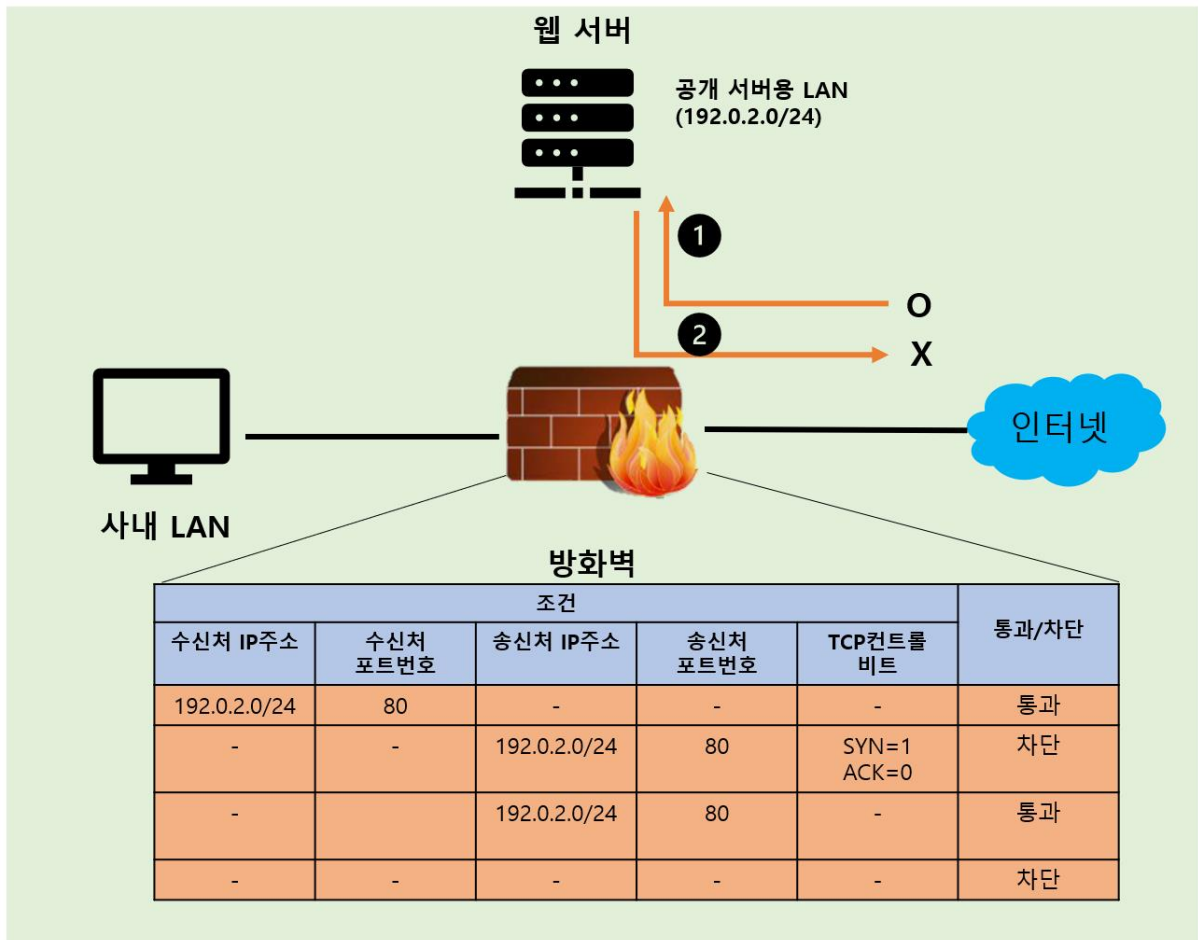 웹 서버
공개 서버용 LAN
(192.0.2.0/24)
1
O
2
X
인터넷
사내 LAN
방화벽
조건
통과/차단
수신처 IP주소
수신처
포트번호
송신처 IP주소
송신처
포트번호
TCP컨트롤
비트
192.0.2.0/24 80 - - - 통과
- - 192.0.2.0/24 80 SYN=1 차단
ACK=0
- 192.0.2.0/24 80 - 통과
- - - - - 차단